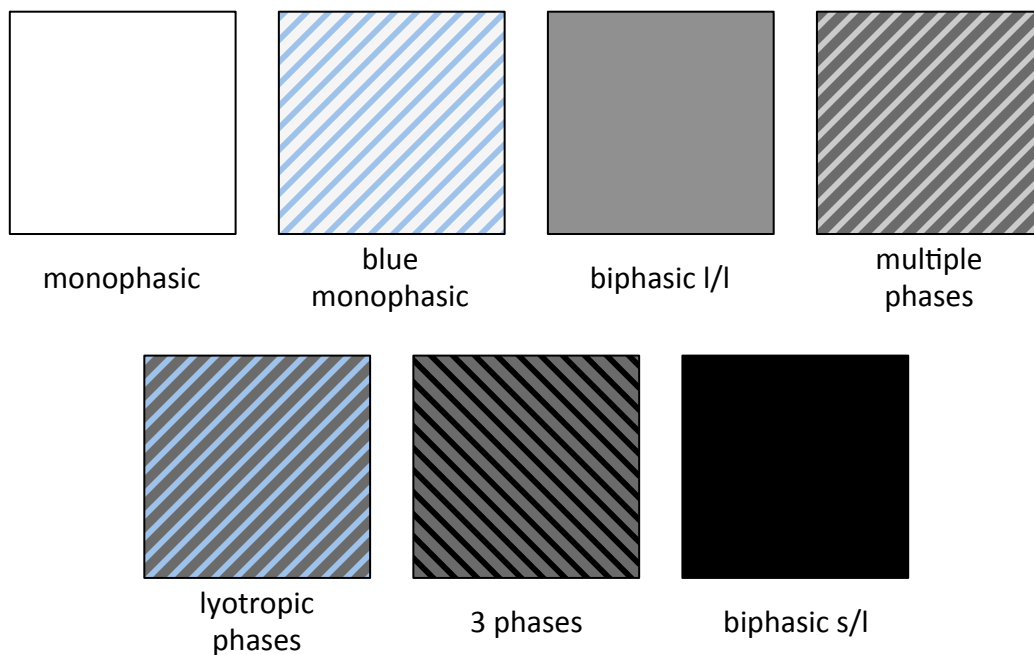 monophasic
blue
monophasic
biphasic l/l
multiple
phases
lyotropic
phases
3 phases
biphasic s/l